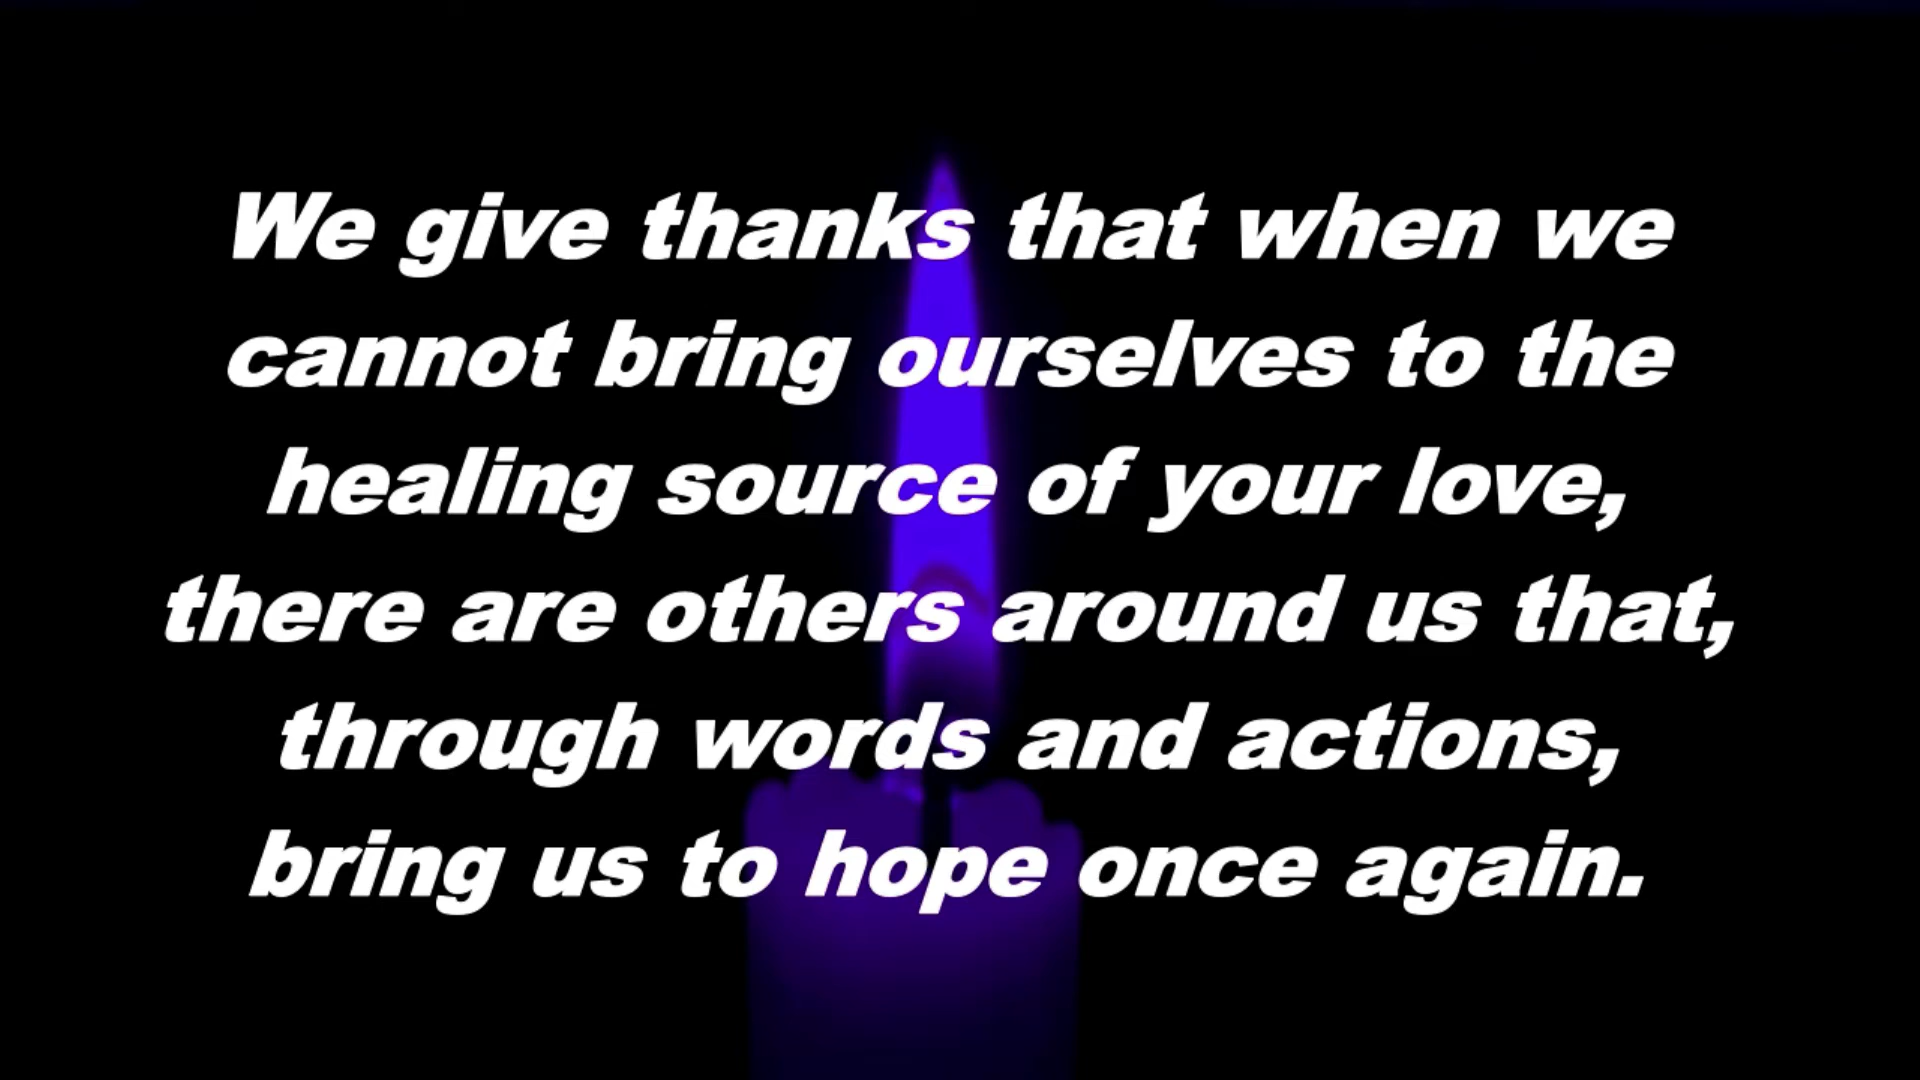 We give thanks that when we
cannot bring ourselves to the
healing source of your love,
there are others around us that,
through words and actions,
bring us to hope once again.